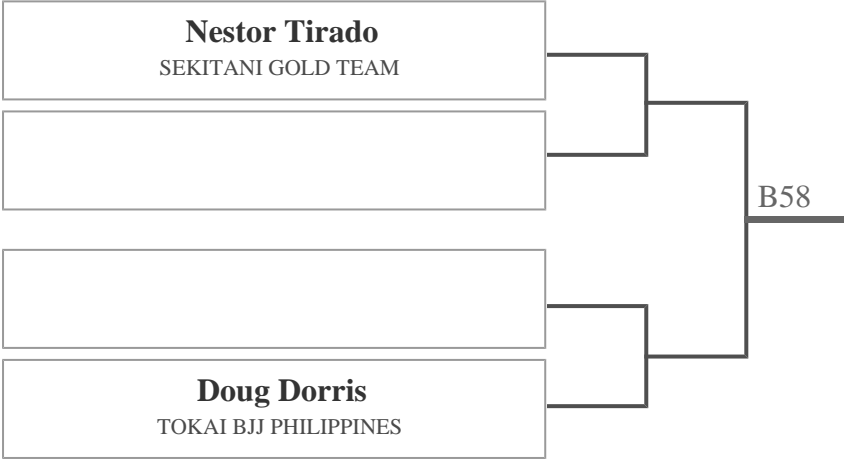 Nestor Tirado
SEKITANI GOLD TEAM
B58
Doug Dorris
TOKAI BJJ PHILIPPINES